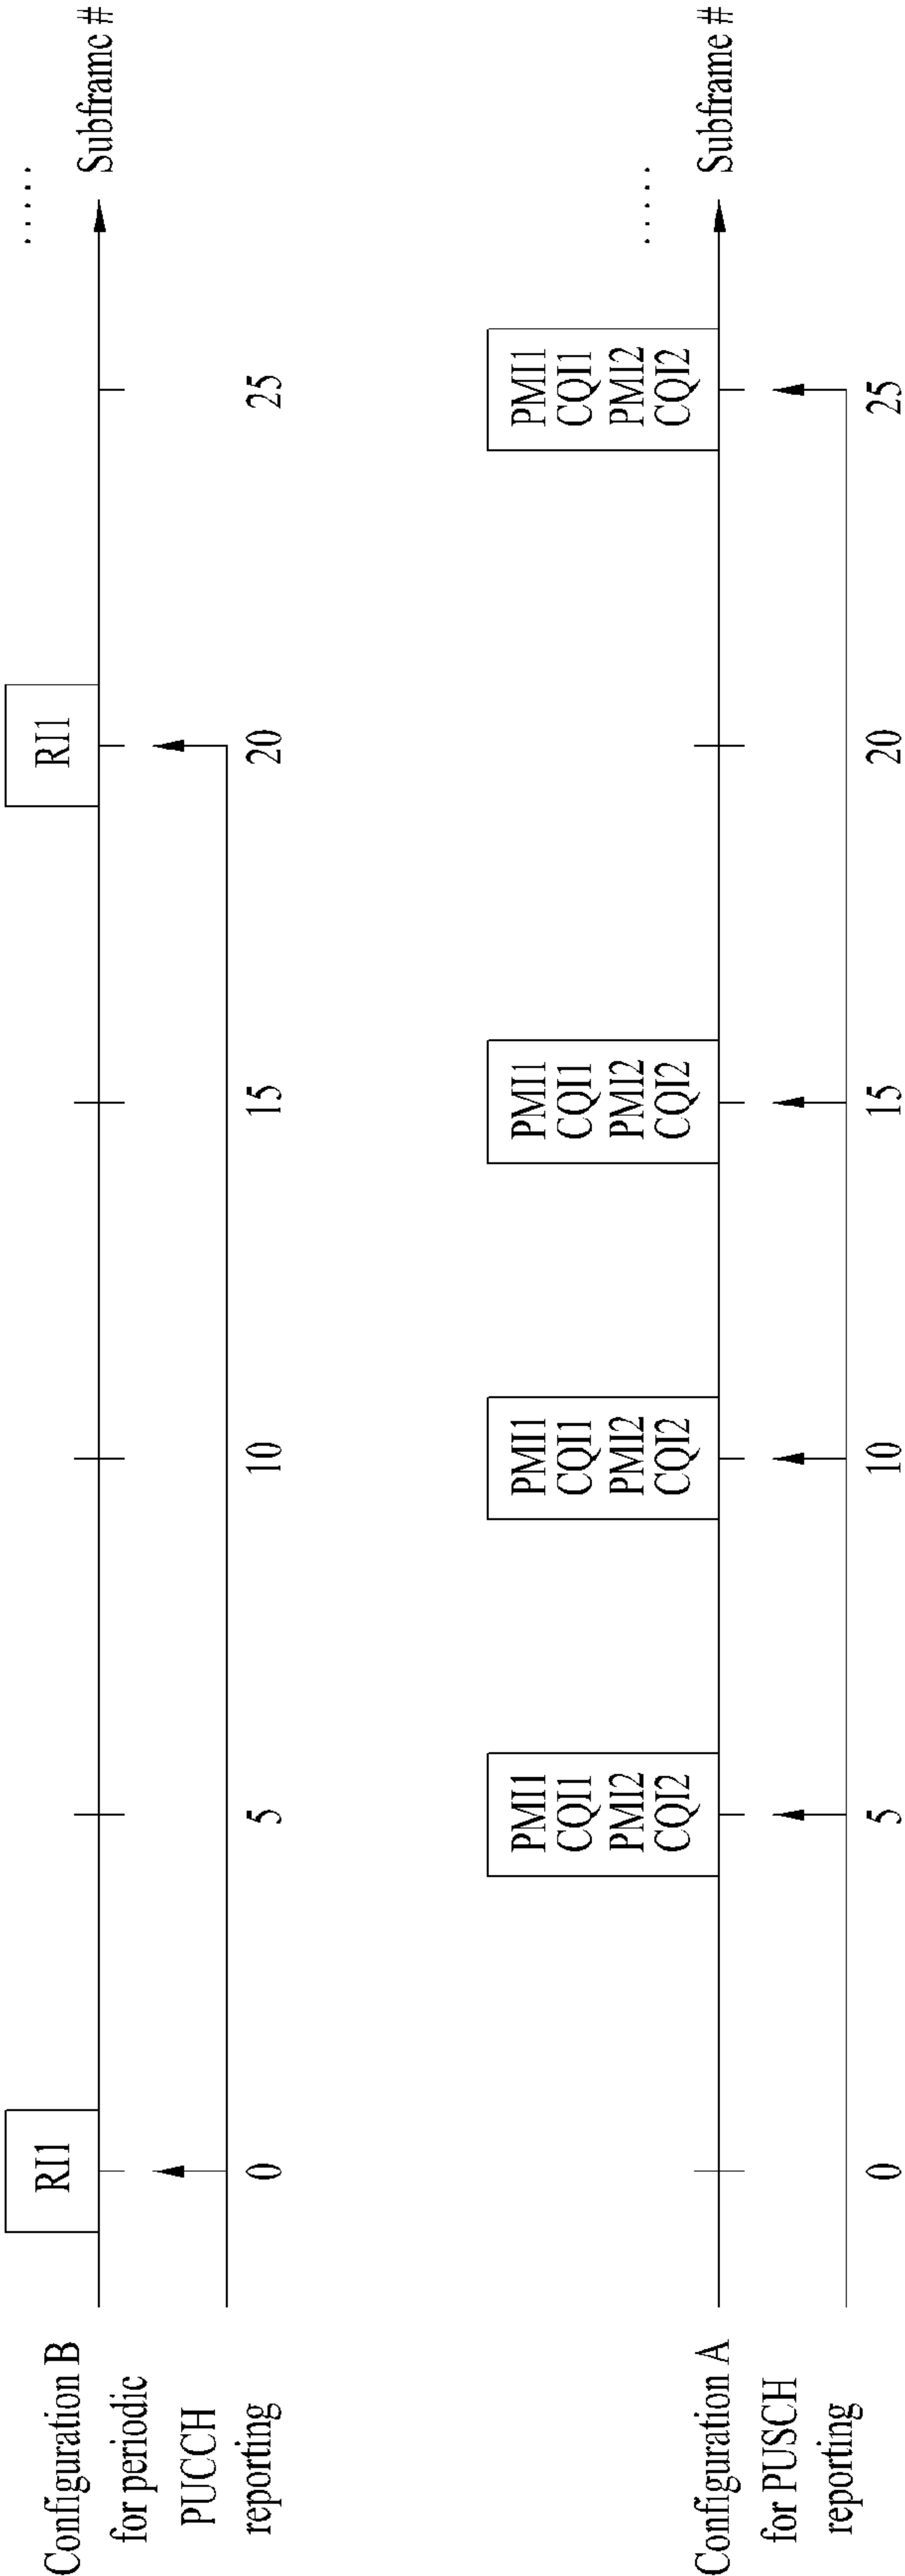 Configuration B
for periodic
PUCCH
reporting
RI1
RI1
.....
Subframe #
0
5
10
15
20
25
Configuration A
for PUSCH
reporting
PMI1
CQI1
PMI2
CQI2
PMI1
CQI1
PMI2
CQI2
PMI1
CQI1
PMI2
CQI2
PMI1
CQI1
PMI2
CQI2
.....
Subframe #
0
5
10
15
20
25